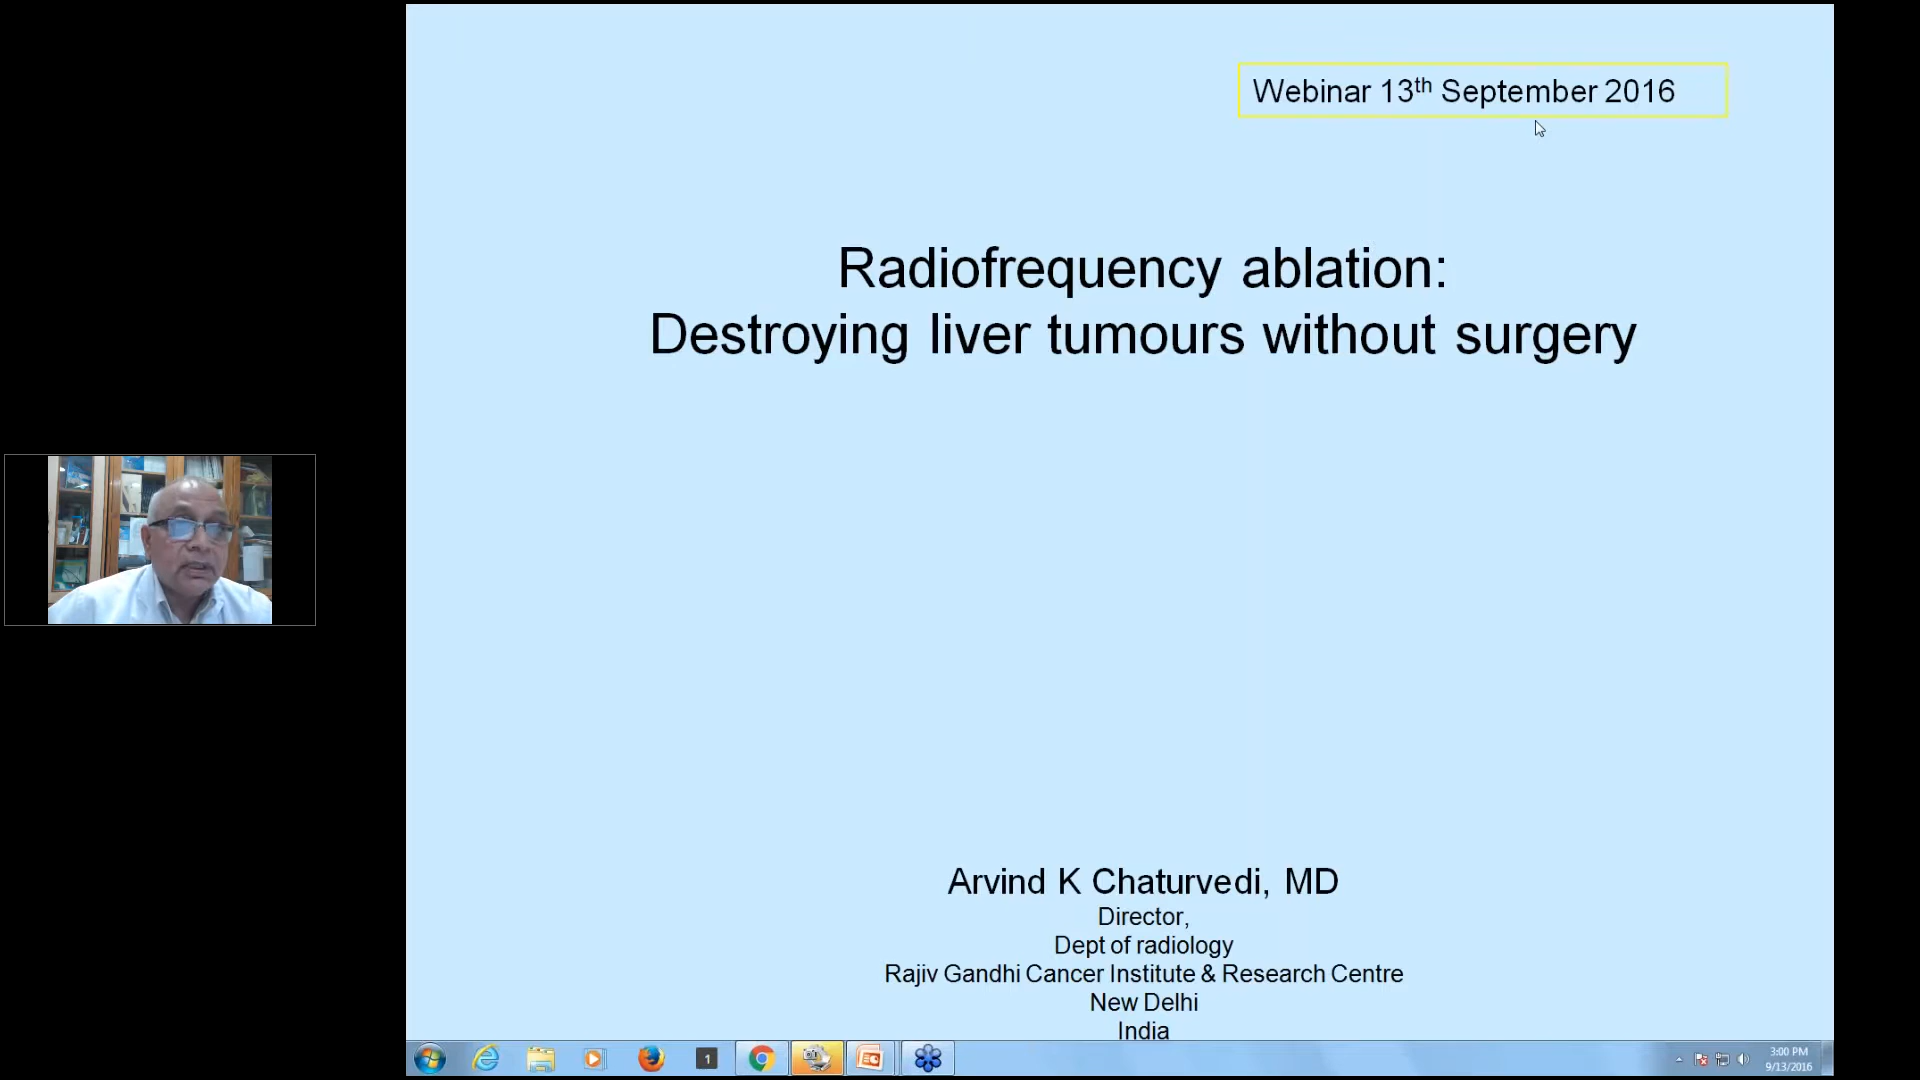 Webinar 13th September 2016
Radiofrequency ablation:
Destroying liver tumours without surgery
Arvind K Chaturvedi, MD
Director,
Dept of radiology
Rajiv Gandhi Cancer Institute & Research Centre
New Delhi
India
1
3:00 PM
9/13/2016